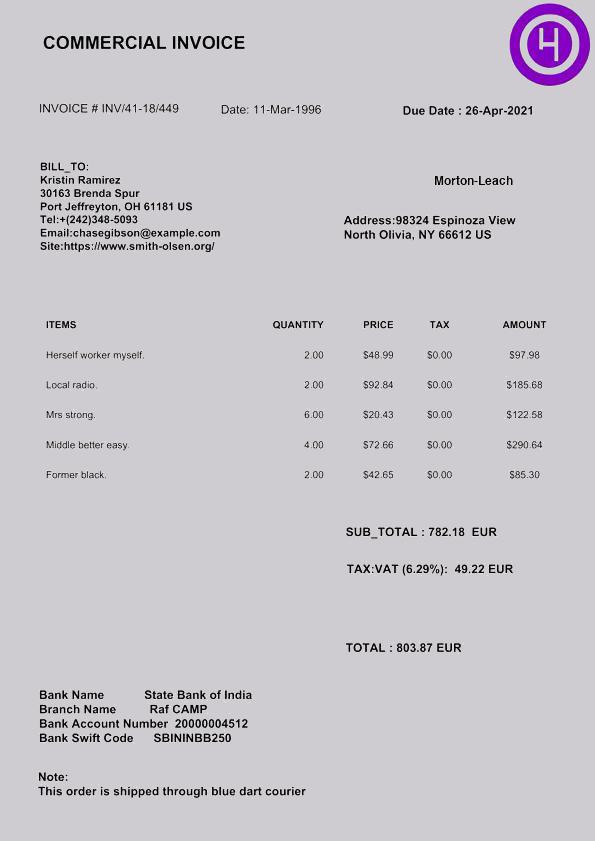 COMMERCIAL INVOICE
INVOICE # INV/41-18/449 Date: 11-Mar-1996 Due Date : 26-Apr-2021
BILL_TO:
Kristin Ramirez
30163 Brenda Spur
Port Jeffreyton, OH 61181 US
Tel:+(242)348-5093
Email:chasegibson@example.com
Site:https://www.smith-olsen.org/
Morton-Leach
Address:98324 Espinoza View
North Olivia, NY 66612 US
ITEMS QUANTITY PRICE TAX AMOUNT
Herself worker myself. 2.00 $48.99 $0.00 $97.98
Local radio. 2.00 $92.84 $0.00 $185.68
Mrs strong. 6.00 $20.43 $0.00 $122.58
Middle better easy. 4.00 $72.66 $0.00 $290.64
Former black. 2.00 $42.65 $0.00 $85.30
SUB_TOTAL : 782.18 EUR
TAX:VAT (6.29%): 49.22 EUR
TOTAL : 803.87 EUR
Bank Name State Bank of India
Branch Name Raf CAMP
Bank Account Number 20000004512
Bank Swift Code SBININBB250
Note:
This order is shipped through blue dart courier